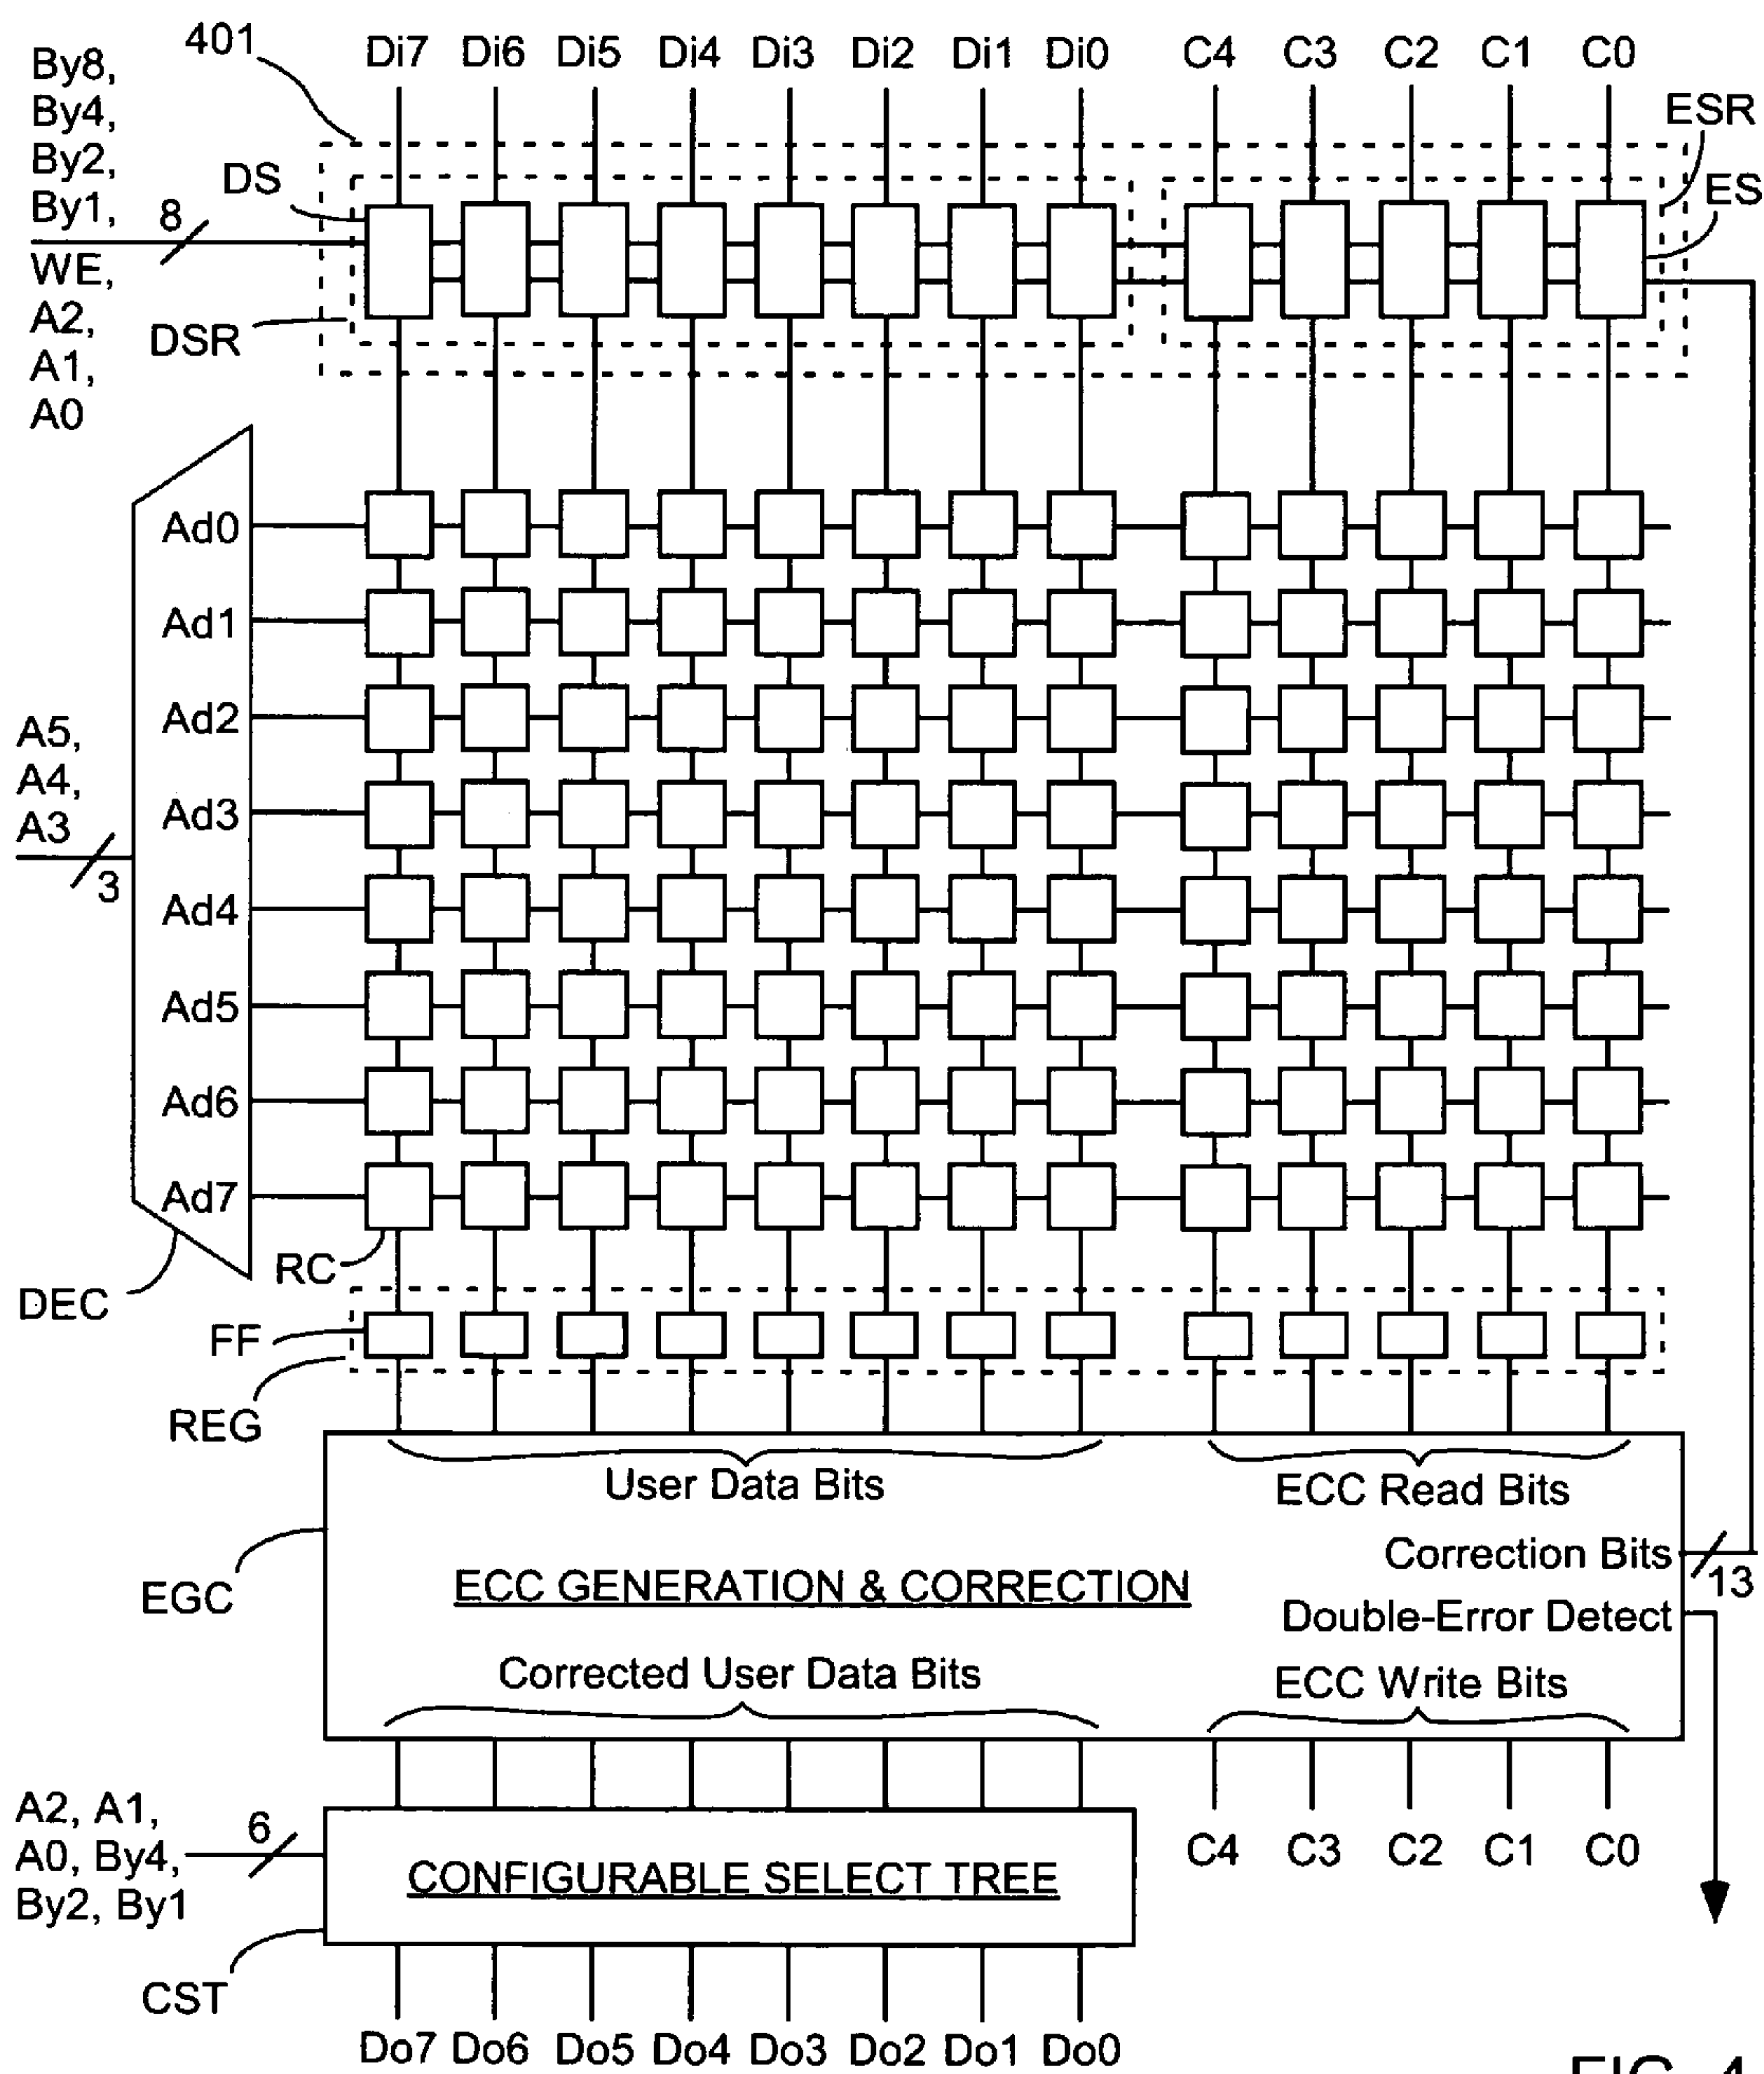 401
Di7 Di6 Di5 Di4 Di3 Di2 Di1 Di0 C4 C3 C2 C1 C0
By8,
By4,
By2,
By1,
8
WE,
A2,
A1,
A0
DS
DSR
ESR
ES
Ad0
Ad1
Ad2
Ad3
Ad4
Ad5
Ad6
Ad7
A5,
A4,
A3
3
DEC
RC
FF
REG
User Data Bits
ECC Read Bits
Correction Bits
13
EGC
ECC GENERATION & CORRECTION
Double-Error Detect
Corrected User Data Bits
ECC Write Bits
A2, A1,
A0, By4,
By2, By1
6
C4 C3 C2 C1 C0
CONFIGURABLE SELECT TREE
CST
Do7 Do6 Do5 Do4 Do3 Do2 Do1 Do0
FIG. 4